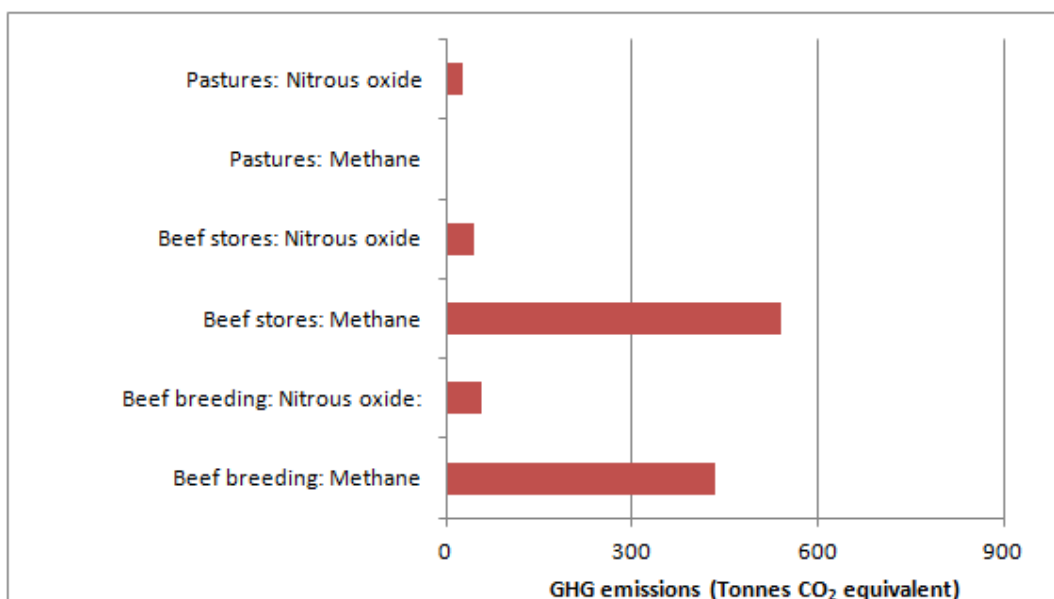 Pastures: Nitrous oxide
Pastures: Methane
Beef stores: Nitrous oxide
Beef stores: Methane
Beef breeding: Nitrous oxide:
Beef breeding: Methane
0 300 600 900
GHG emissions (Tonnes CO₂ equivalent)